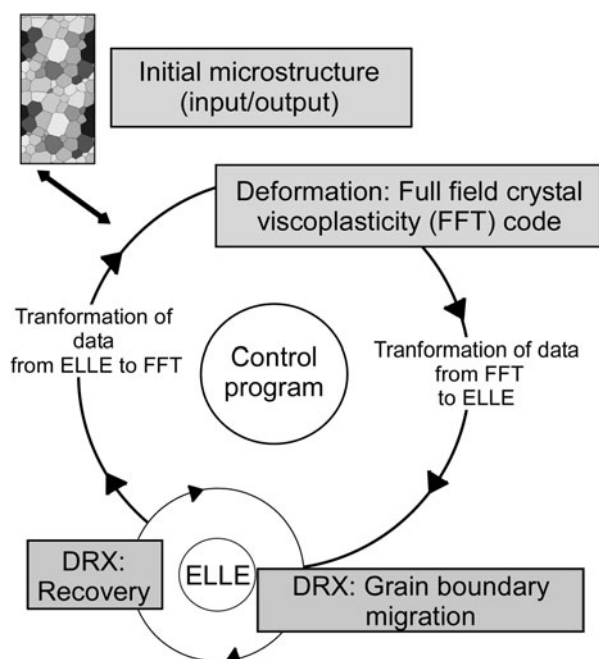 Initial microstructure
(input/output)
Deformation: Full field crystal
viscoplasticity (FFT) code
Tranformation of
data
from ELLE to FFT
Control
program
Tranformation of data
from FFT
to ELLE
DRX:
Recovery
ELLE
DRX: Grain boundary
migration